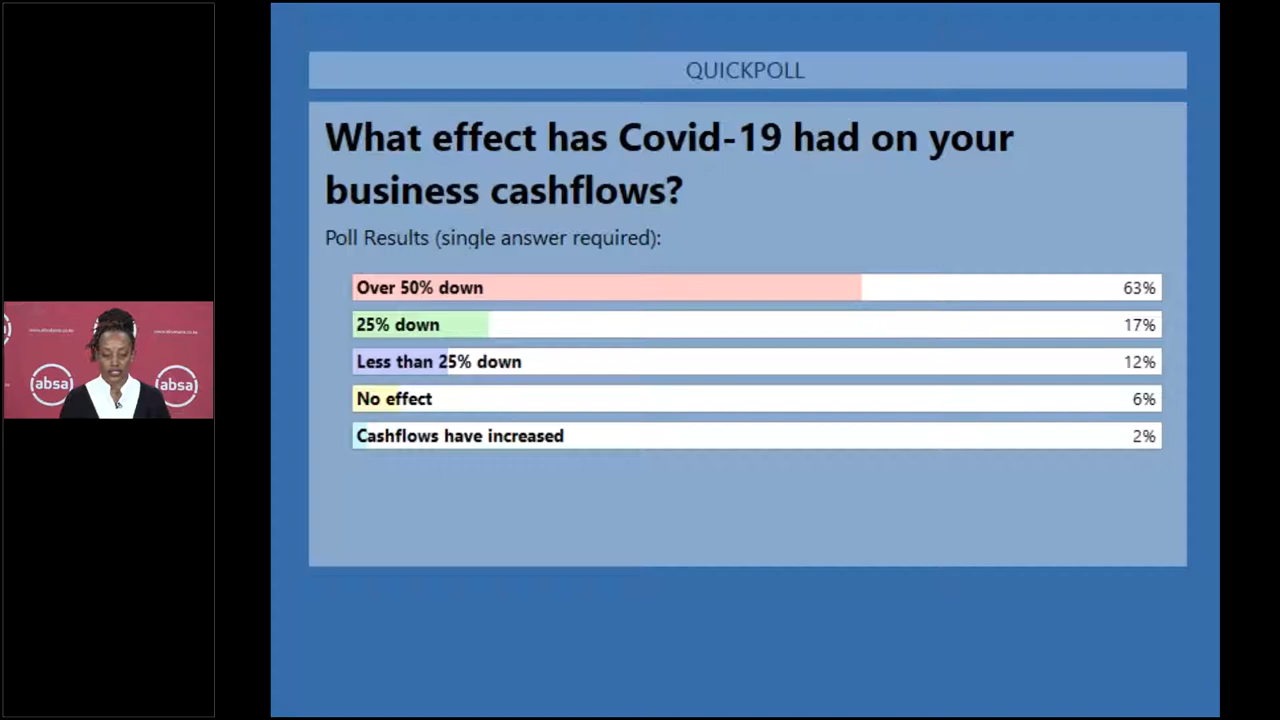 QUICKPOLL
What effect has Covid-19 had on your
business cashflows?
Poll Results (single answer required):
Over 50% down 63%
25% down 17%
Less than 25% down 12%
No effect 6%
Cashflows have increased 2%
absa
absa